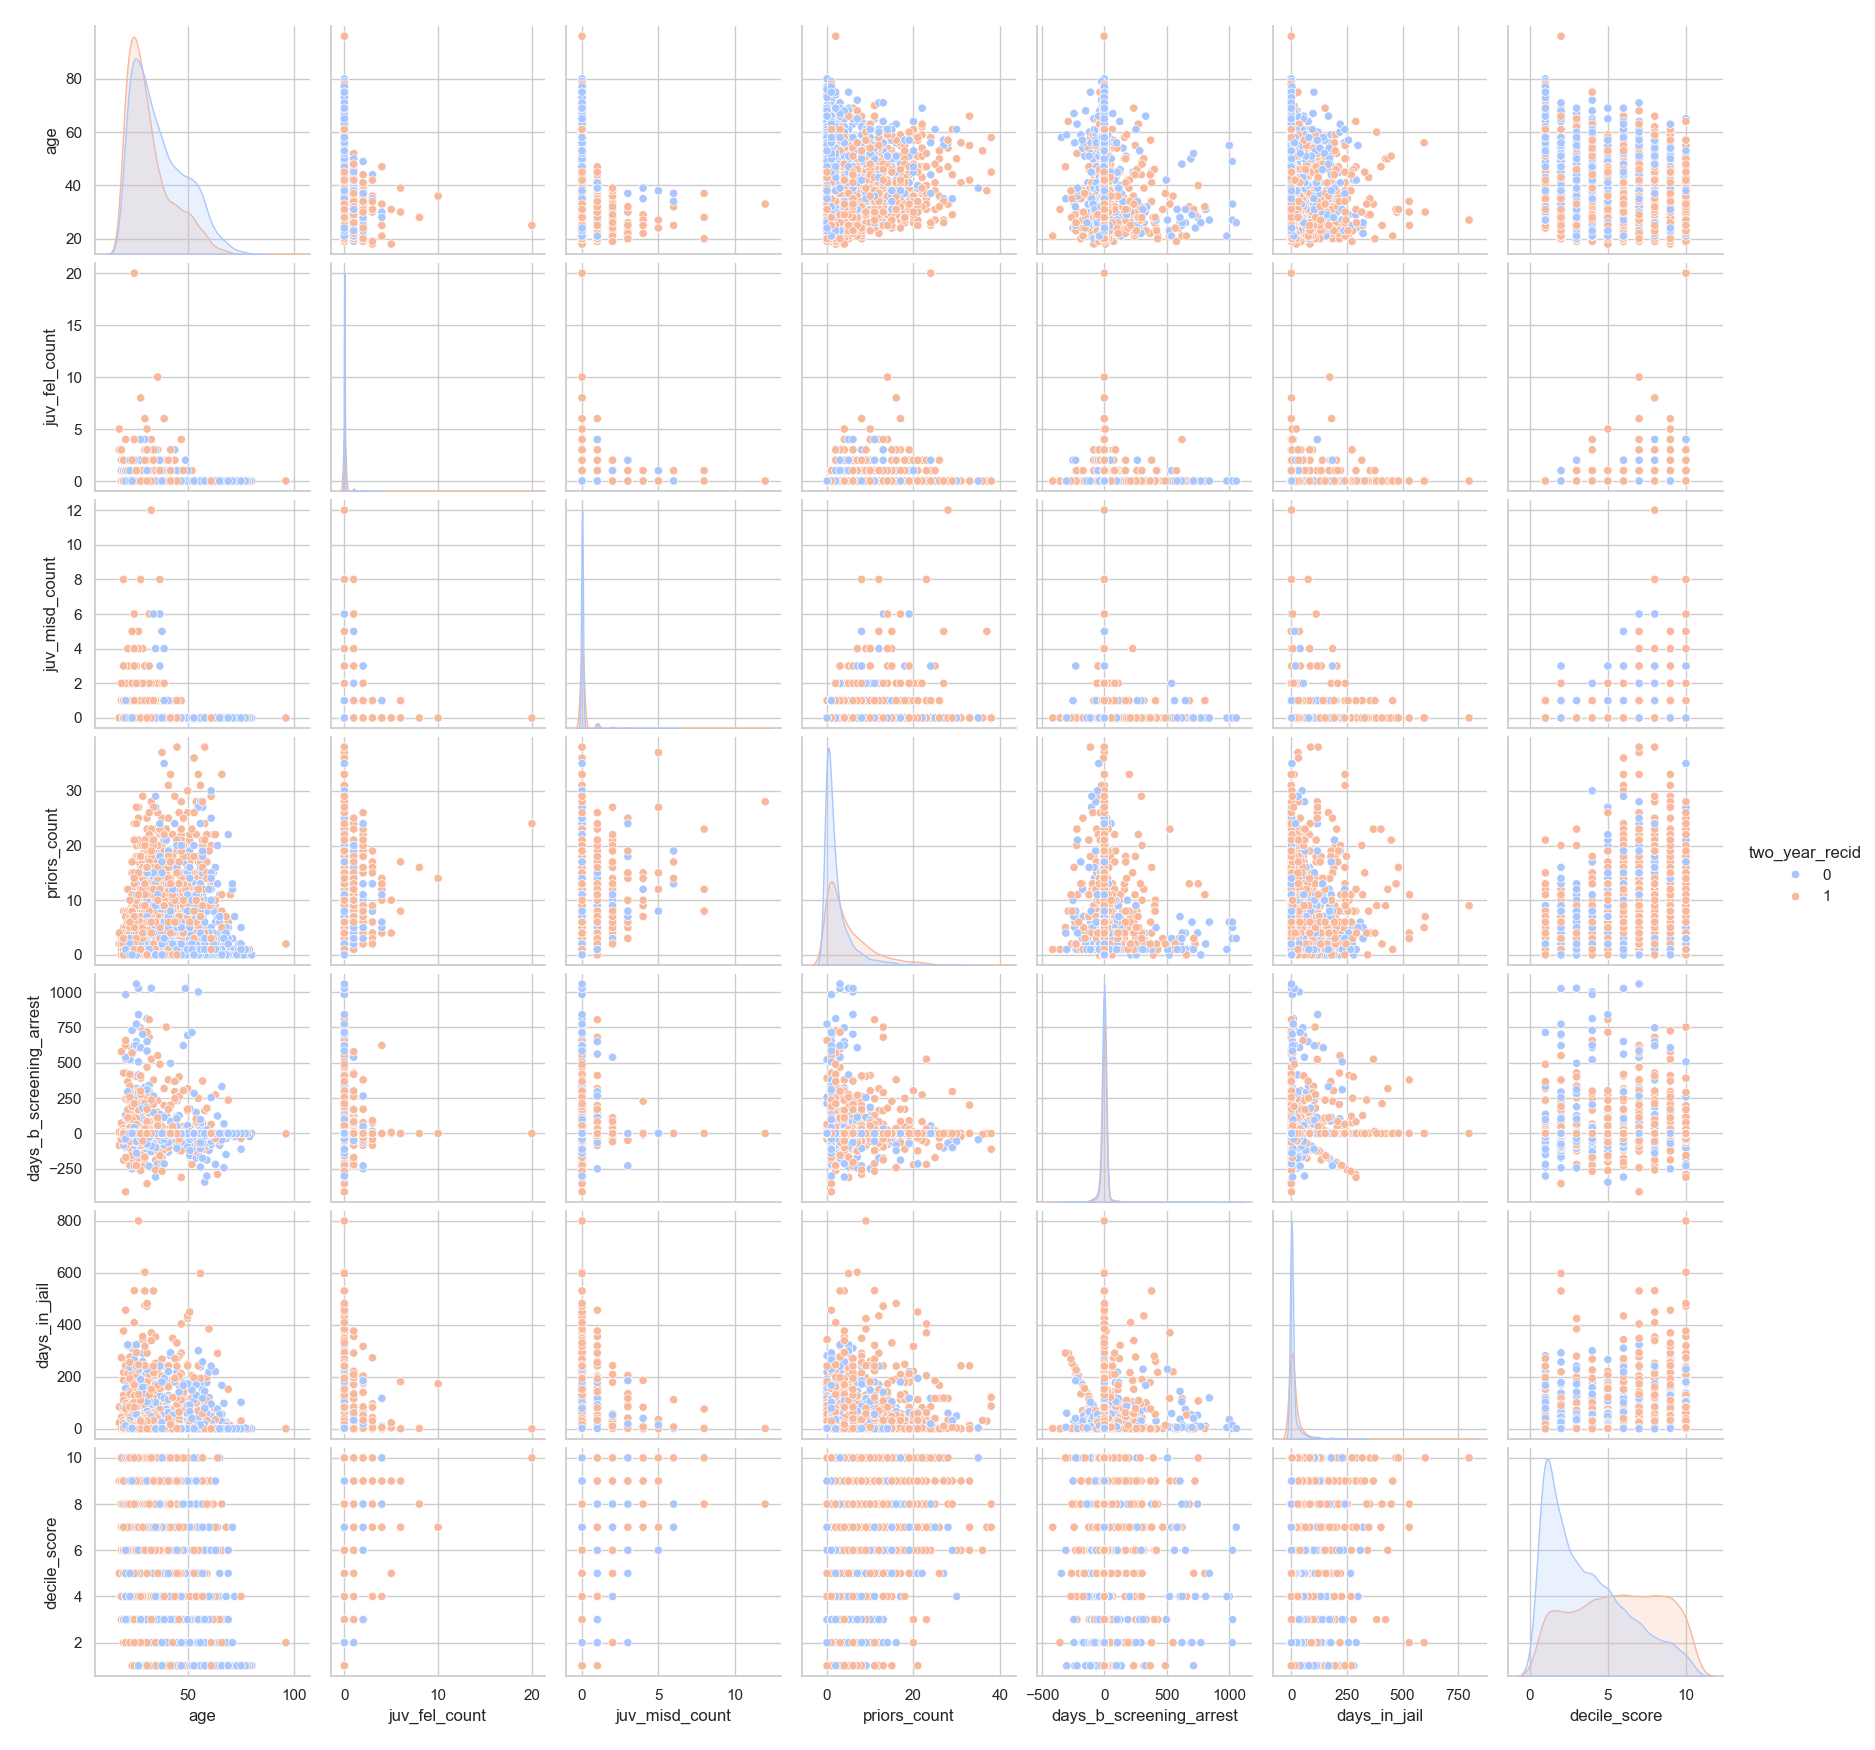 80
60
40
20
age
20
15
10
5
0
juv_fel_count
12
10
8
6
4
2
0
juv_misd_count
30
20
10
0
priors_count
two_year_recid
0
1
1000
750
500
250
0
−250
days_b_screening_arrest
800
600
400
200
0
days_in_jail
10
8
6
4
2
decile_score
50 100
0 10 20
0 5 10
0 20 40
−500 0 500 1000
0 250 500 750
0 5 10
age
juv_fel_count
juv_misd_count
priors_count
days_b_screening_arrest
days_in_jail
decile_score